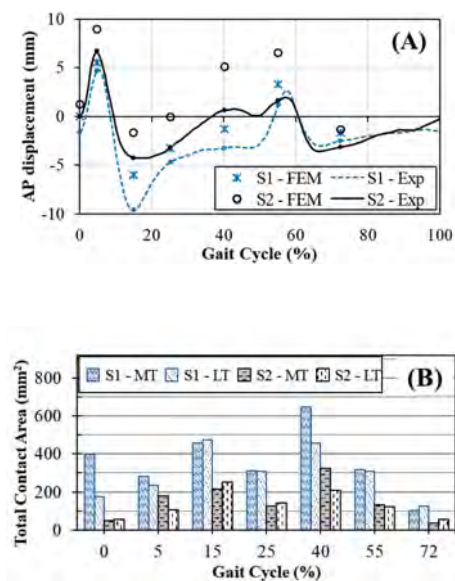 (A)
AP displacement (mm)
10
5
0
-5
-10
S1 - FEM
S1 - Exp
S2 - FEM
S2 - Exp
0 20 40 60 80 100
Gait Cycle (%)
(B)
Total Contact Area (mm²)
S1 - MT S1 - LT S2 - MT S2 - LT
800
600
400
200
0
0 5 15 25 40 55 72
Gait Cycle (%)